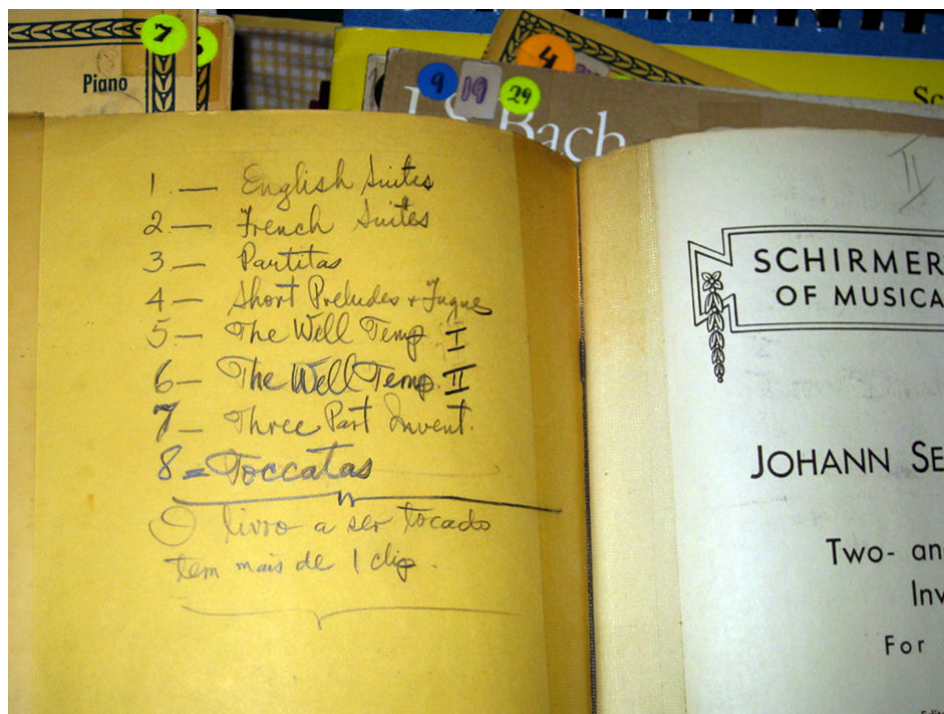 7
Piano
4
9 19 29
J.S. Bach
II
1.— English Suites
2.— French Suites
3— Partitas
4— Short Preludes + Fugue
5— The Well Temp I
6— The Well Temp. II
7— Three Part Invent.
8= Toccatas
O livro a ser tocado
tem mais de 1 clip.
SCHIRMER
OF MUSICA
JOHANN SE
Two- an
Inv
For